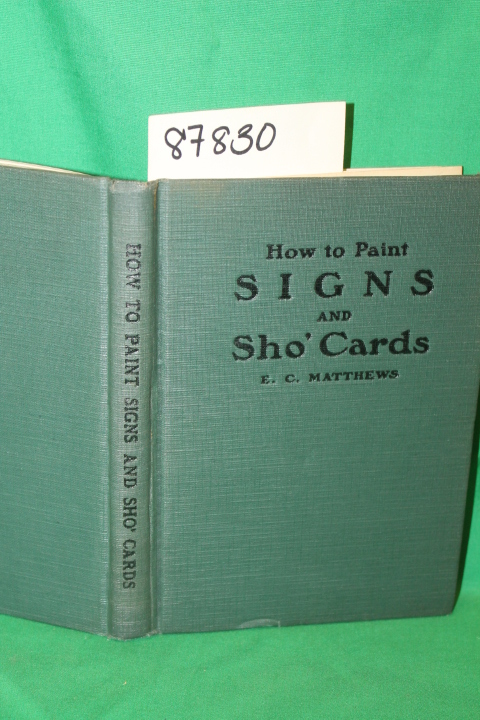 87830
How to Paint
SIGNS
AND
Sho' Cards
E. C. MATTHEWS
HOW TO PAINT SIGNS AND SHO' CARDS